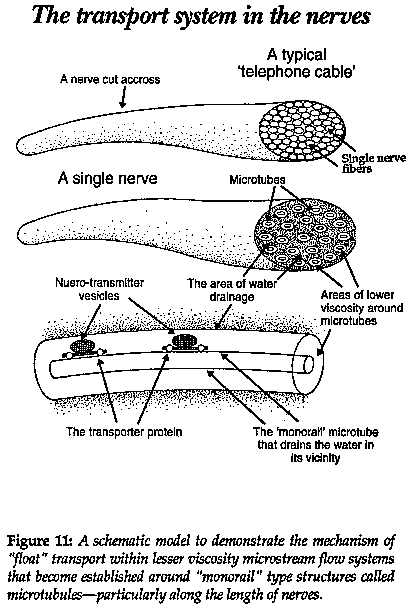 The transport system in the nerves
A typical
'telephone cable'
A nerve cut accross
Single nerve
fibers
A single nerve
Microtubes
Nuero-transmitter
vesicles
The area of water
drainage
Areas of lower
viscosity around
microtubes
The transporter protein
The 'monorail' microtube
that drains the water in
its vicinity
Figure 11: A schematic model to demonstrate the mechanism of
"float" transport within lesser viscosity microstream flow systems
that become established around "monorail" type structures called
microtubules—particularly along the length of nerves.